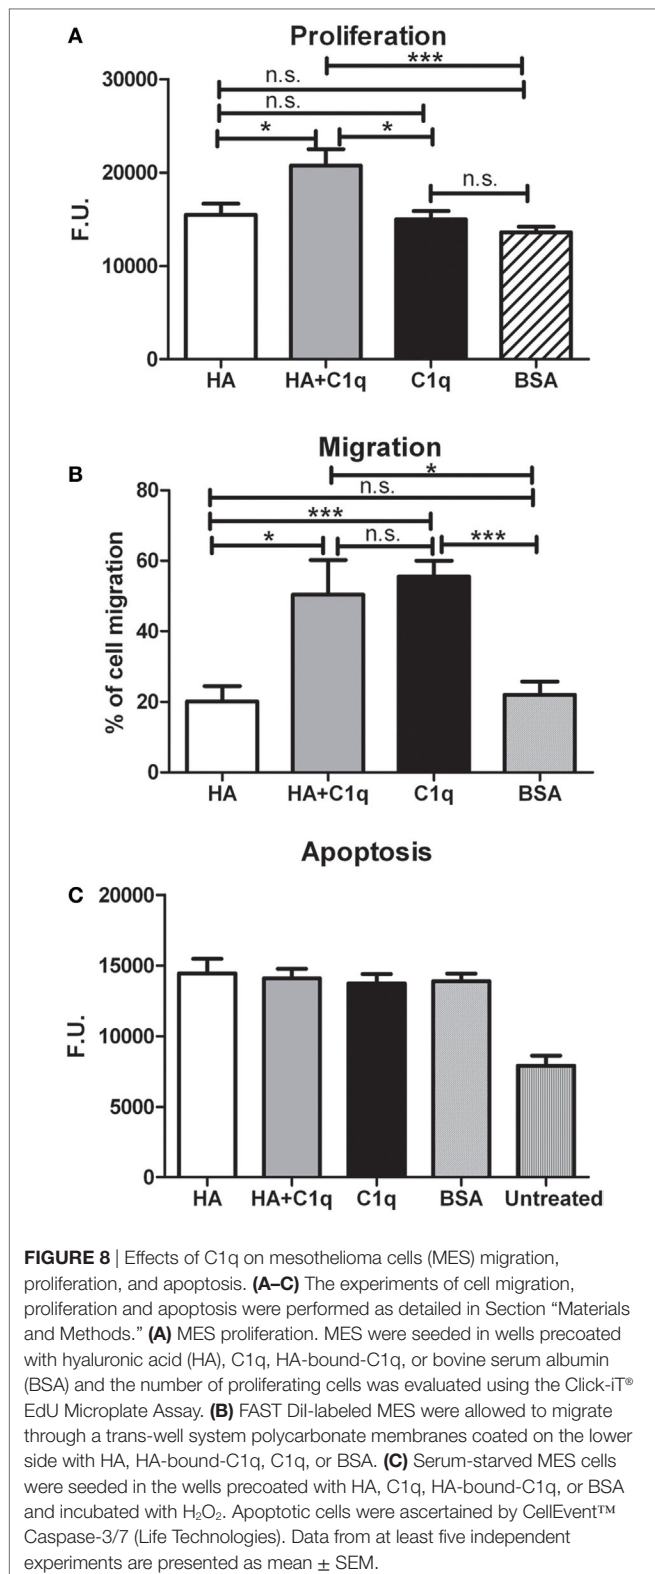 A
Proliferation
***
n.s.
n.s.
* *
n.s.
30000
20000
10000
0
F.U.
HA HA+C1q C1q BSA
B
Migration
*
n.s.
***
* n.s. ***
80
60
40
20
0
% of cell migration
HA HA+C1q C1q BSA
Apoptosis
C
20000
15000
10000
5000
0
F.U.
HA HA+C1q C1q BSA Untreated
FIGURE 8 | Effects of C1q on mesothelioma cells (MES) migration,
proliferation, and apoptosis. (A–C) The experiments of cell migration,
proliferation and apoptosis were performed as detailed in Section “Materials
and Methods.” (A) MES proliferation. MES were seeded in wells precoated
with hyaluronic acid (HA), C1q, HA-bound-C1q, or bovine serum albumin
(BSA) and the number of proliferating cells was evaluated using the Click-iT®
EdU Microplate Assay. (B) FAST DiI-labeled MES were allowed to migrate
through a trans-well system polycarbonate membranes coated on the lower
side with HA, HA-bound-C1q, C1q, or BSA. (C) Serum-starved MES cells
were seeded in the wells precoated with HA, C1q, HA-bound-C1q, or BSA
and incubated with H₂O₂. Apoptotic cells were ascertained by CellEvent™
Caspase-3/7 (Life Technologies). Data from at least five independent
experiments are presented as mean ± SEM.